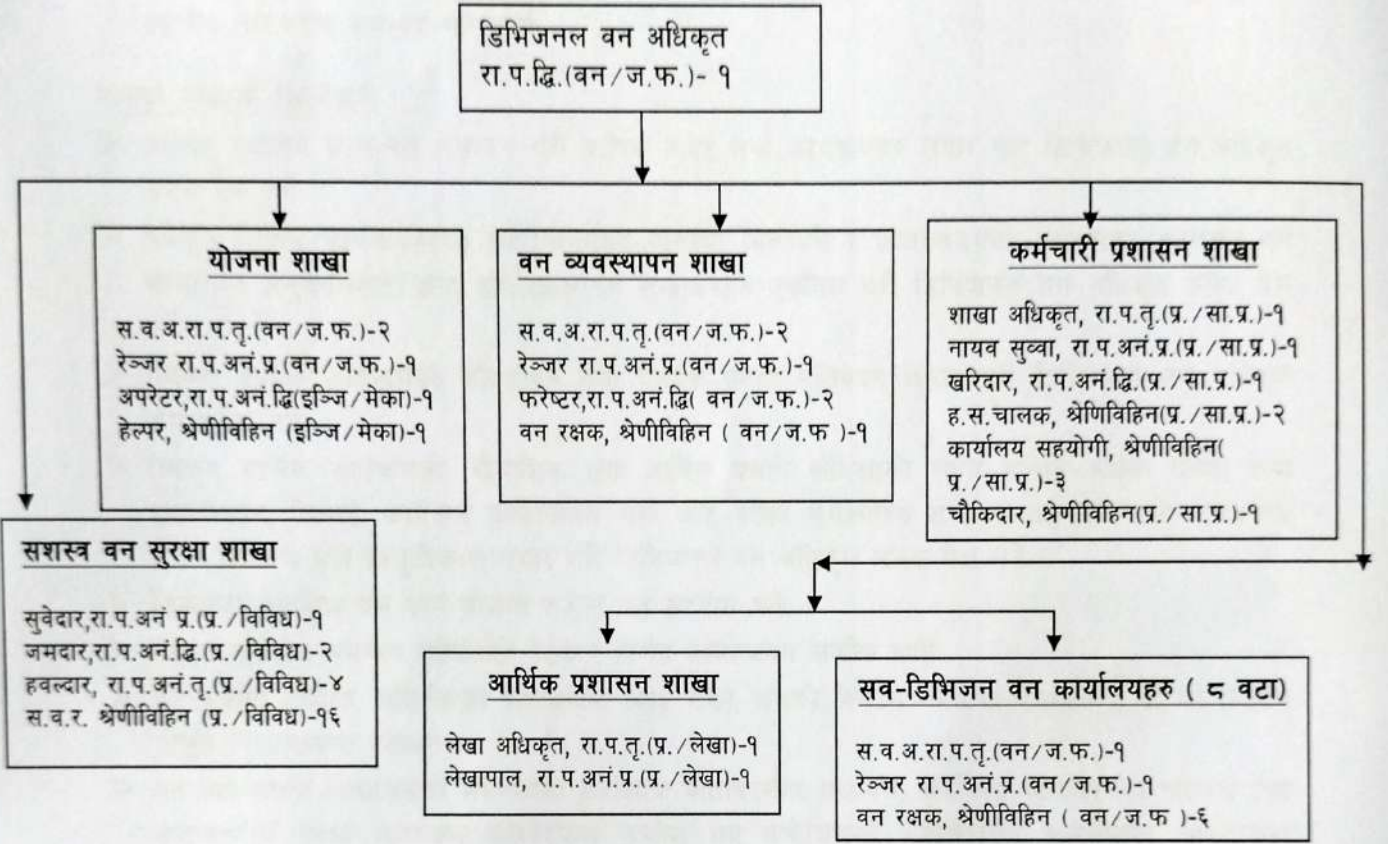 डिभिजनल वन अधिकृत
रा.प.द्वि.(वन/ज.फ.)- १
योजना शाखा
स.व.अ.रा.प.तृ.(वन/ज.फ.)-२
रेञ्जर रा.प.अनं.प्र.(वन/ज.फ.)-१
अपरेटर,रा.प.अनं.द्वि(इञ्जि/मेका)-१
हेल्पर, श्रेणीविहिन (इञ्जि/मेका)-१
वन व्यवस्थापन शाखा
स.व.अ.रा.प.तृ.(वन/ज.फ.)-२
रेञ्जर रा.प.अनं.प्र.(वन/ज.फ.)-१
फरेष्टर,रा.प.अनं.द्वि( वन/ज.फ.)-२
वन रक्षक, श्रेणीविहिन ( वन/ज.फ )-१
कर्मचारी प्रशासन शाखा
शाखा अधिकृत, रा.प.तृ.(प्र./सा.प्र.)-१
नायव सुव्वा, रा.प.अनं.प्र.(प्र./सा.प्र.)-१
खरिदार, रा.प.अनं.द्वि.(प्र./सा.प्र.)-१
ह.स.चालक, श्रेणिविहिन(प्र./सा.प्र.)-२
कार्यालय सहयोगी, श्रेणीविहिन(
प्र./सा.प्र.)-३
चौकिदार, श्रेणीविहिन(प्र./सा.प्र.)-१
सशस्त्र वन सुरक्षा शाखा
सुवेदार,रा.प.अनं प्र.(प्र./विविध)-१
जमदार,रा.प.अनं.द्वि.(प्र./विविध)-२
हवल्दार, रा.प.अनं.तृ.(प्र./विविध)-४
स.व.र. श्रेणीविहिन (प्र./विविध)-१६
आर्थिक प्रशासन शाखा
लेखा अधिकृत, रा.प.तृ.(प्र./लेखा)-१
लेखापाल, रा.प.अनं.प्र.(प्र./लेखा)-१
सव-डिभिजन वन कार्यालयहरु ( ८ वटा)
स.व.अ.रा.प.तृ.(वन/ज.फ.)-१
रेञ्जर रा.प.अनं.प्र.(वन/ज.फ.)-१
वन रक्षक, श्रेणीविहिन ( वन/ज.फ )-६